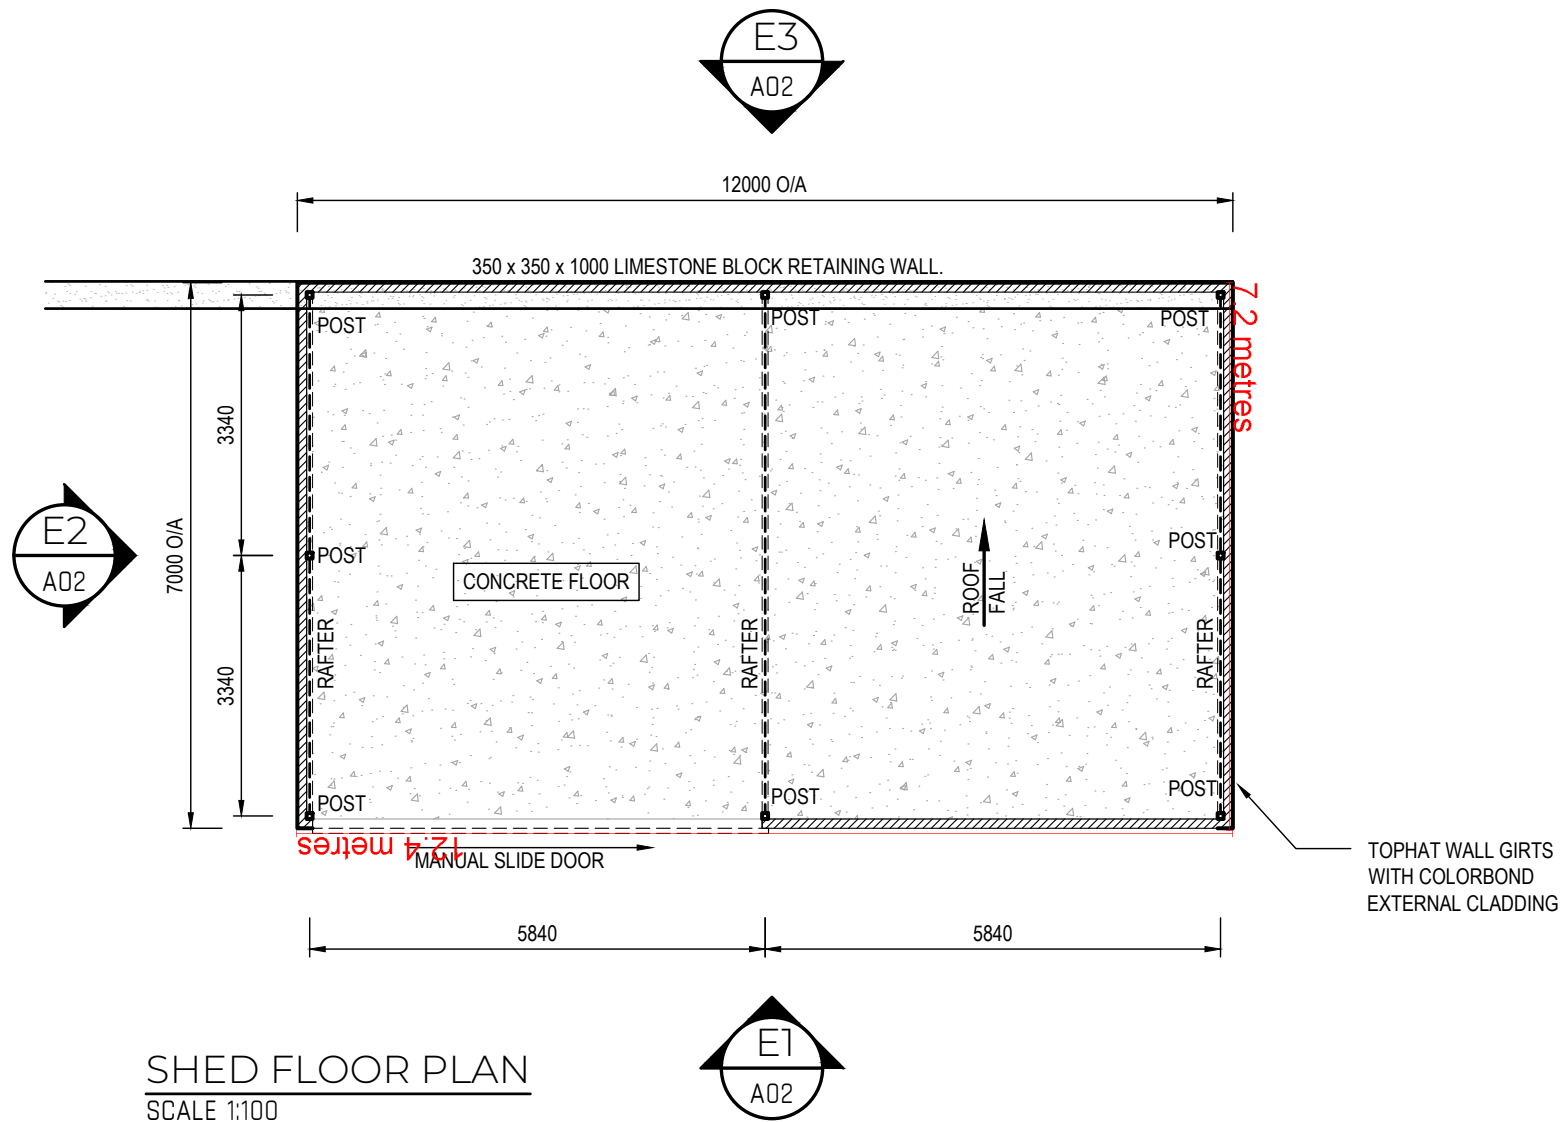 E3
A02
12000 O/A
350 x 350 x 1000 LIMESTONE BLOCK RETAINING WALL.
7.2 metres
POST
POST
POST
3340
7000 O/A
E2
A02
POST
CONCRETE FLOOR
ROOF
FALL
POST
RAFTER
RAFTER
RAFTER
3340
POST
POST
POST
12.4 metres
MANUAL SLIDE DOOR
TOPHAT WALL GIRTS
WITH COLORBOND
EXTERNAL CLADDING
5840
5840
E1
A02
SHED FLOOR PLAN
SCALE 1:100